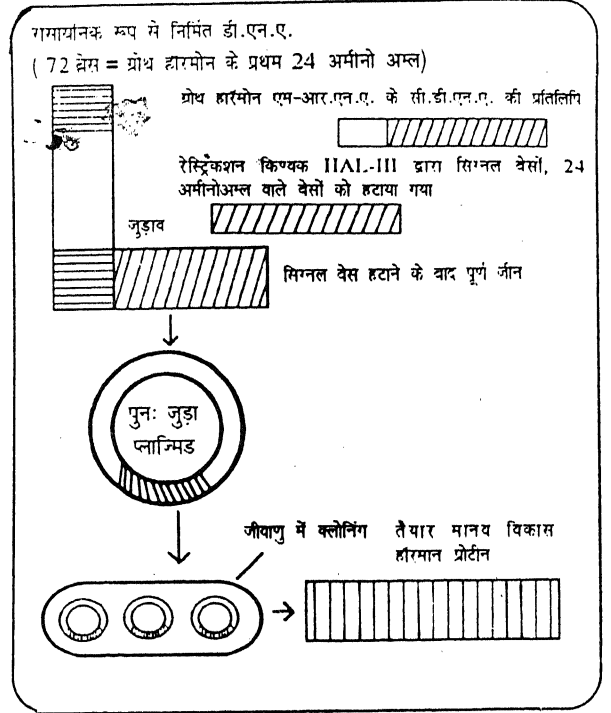 रासायनिक रूप से निर्मित डी.एन.ए.
( 72 बेस = ग्रोथ हारमोन के प्रथम 24 अमीनो अम्ल)
ग्रोथ हारमोन एम-आर.एन.ए. के सी.डी.एन.ए. की प्रतिलिपि
रेस्ट्रिकशन किण्वक HAL-III द्वारा सिग्नल बेसों, 24
अमीनोअम्ल वाले बेसों को हटाया गया
जुड़ाव
सिग्नल बेस हटाने के बाद पूर्ण जीन
पुनः जुड़ा
प्लाज्मिड
जीवाणु में क्लोनिंग
तैयार मानव विकास
हारमान प्रोटीन